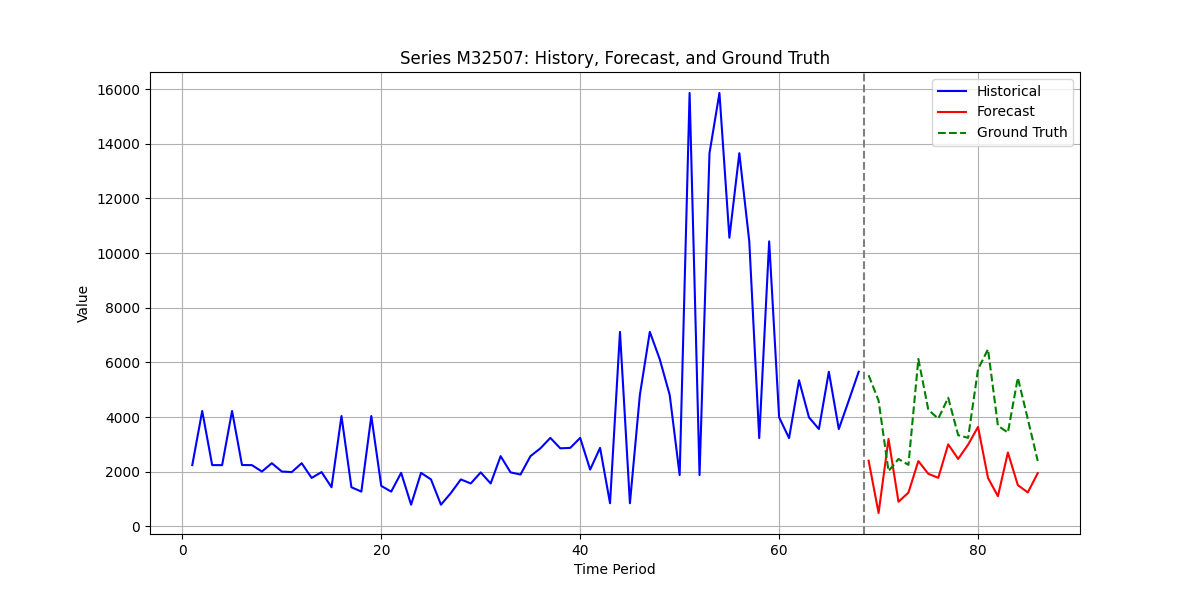 Series M32507: History, Forecast, and Ground Truth
Historical
Forecast
Ground Truth
Value
16000
14000
12000
10000
8000
6000
4000
2000
0
0 20 40 60 80
Time Period